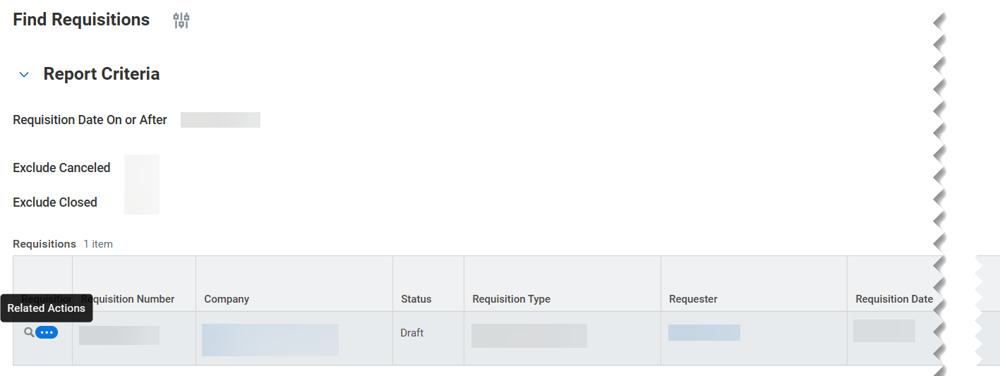 Find Requisitions
Report Criteria
Requisition Date On or After
Exclude Canceled
Exclude Closed
Requisitions 1 item
Requisition Requisition Number Company Status Requisition Type Requester Requisition Date
Related Actions
Draft